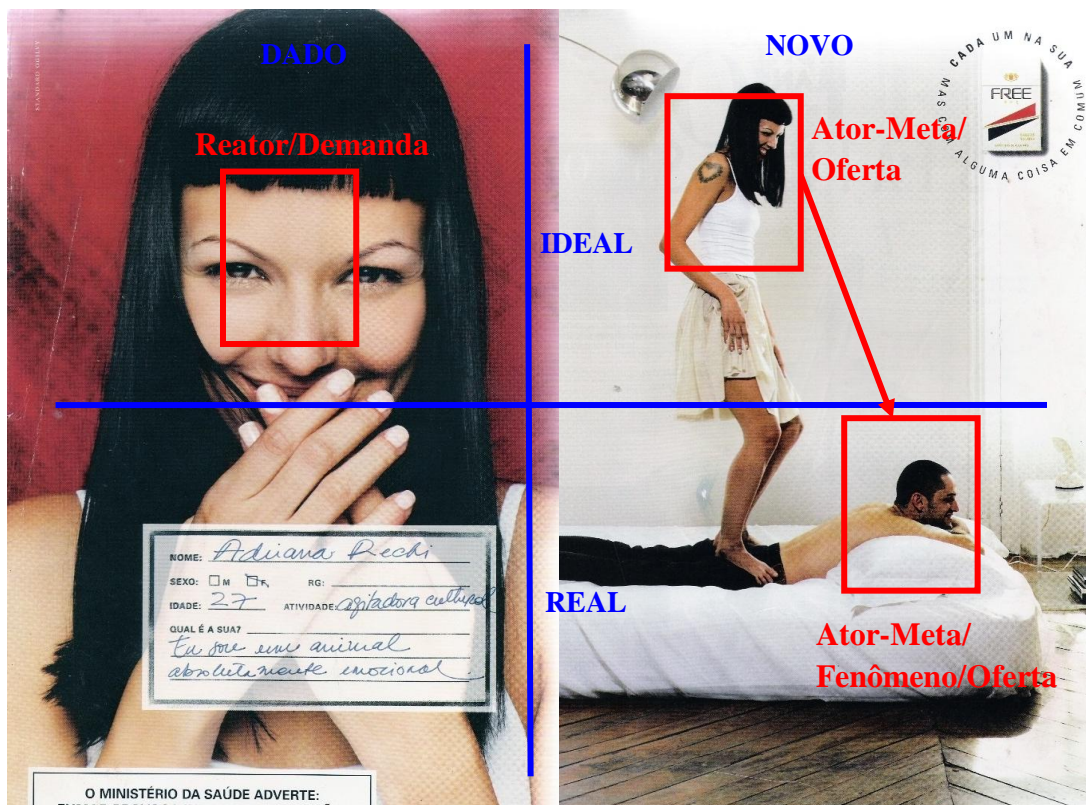 STANDARD OGILVY
DADO
NOVO
CADA UM NA SUA
MAS COM ALGUMA COISA EM COMUM
FREE
Reator/Demanda
Ator-Meta/
Oferta
IDEAL
REAL
NOME: Adriana
SEXO: M F RG:
IDADE: 27 ATIVIDADE: agitadora cultural
QUAL É A SUA?
Eu sou um animal
absolutamente emocional
Ator-Meta/
Fenômeno/Oferta
O MINISTÉRIO DA SAÚDE ADVERTE: